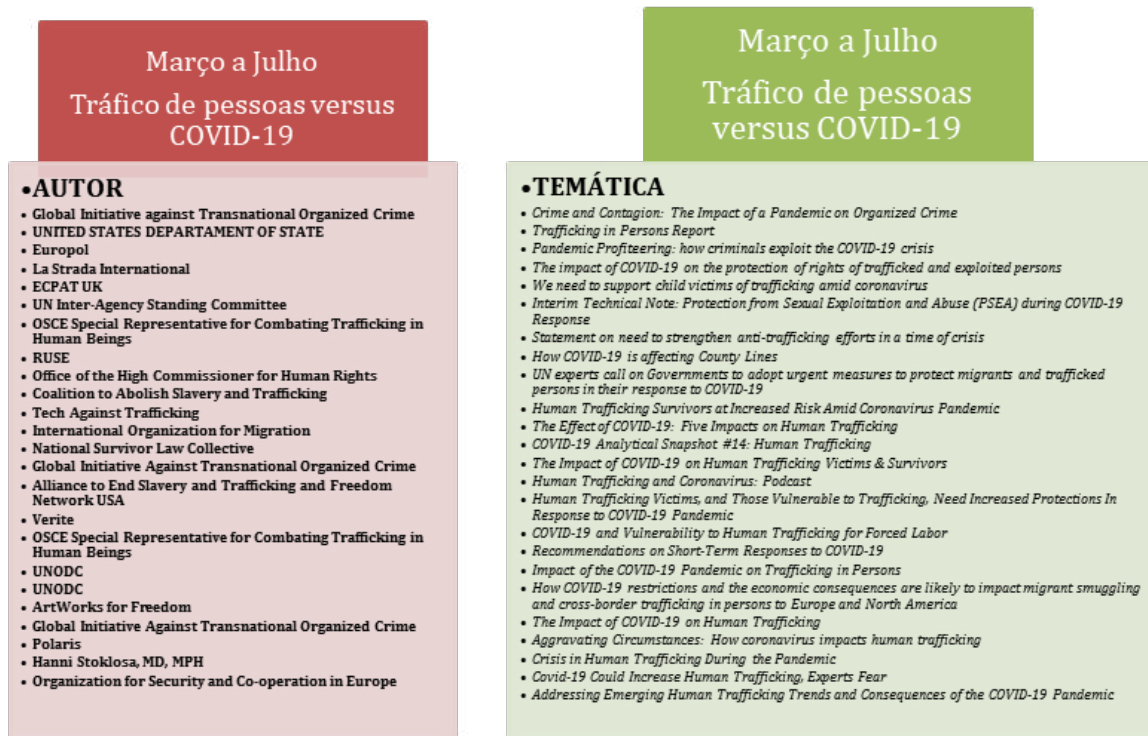 Março a Julho
Tráfico de pessoas versus
COVID-19
•AUTOR
• Global Initiative against Transnational Organized Crime
• UNITED STATES DEPARTAMENT OF STATE
• Europol
• La Strada International
• ECPAT UK
• UN Inter-Agency Standing Committee
• OSCE Special Representative for Combating Trafficking in
Human Beings
• RUSE
• Office of the High Commissioner for Human Rights
• Coalition to Abolish Slavery and Trafficking
• Tech Against Trafficking
• International Organization for Migration
• National Survivor Law Collective
• Global Initiative Against Transnational Organized Crime
• Alliance to End Slavery and Trafficking and Freedom
Network USA
• Verite
• OSCE Special Representative for Combating Trafficking in
Human Beings
• UNODC
• UNODC
• ArtWorks for Freedom
• Global Initiative Against Transnational Organized Crime
• Polaris
• Hanni Stoklosa, MD, MPH
• Organization for Security and Co-operation in Europe
Março a Julho
Tráfico de pessoas
versus COVID-19
•TEMÁTICA
• Crime and Contagion: The Impact of a Pandemic on Organized Crime
• Trafficking in Persons Report
• Pandemic Profiteering: how criminals exploit the COVID-19 crisis
• The impact of COVID-19 on the protection of rights of trafficked and exploited persons
• We need to support child victims of trafficking amid coronavirus
• Interim Technical Note: Protection from Sexual Exploitation and Abuse (PSEA) during COVID-19
Response
• Statement on need to strengthen anti-trafficking efforts in a time of crisis
• How COVID-19 is affecting County Lines
• UN experts call on Governments to adopt urgent measures to protect migrants and trafficked
persons in their response to COVID-19
• Human Trafficking Survivors at Increased Risk Amid Coronavirus Pandemic
• The Effect of COVID-19: Five Impacts on Human Trafficking
• COVID-19 Analytical Snapshot #14: Human Trafficking
• The Impact of COVID-19 on Human Trafficking Victims & Survivors
• Human Trafficking and Coronavirus: Podcast
• Human Trafficking Victims, and Those Vulnerable to Trafficking, Need Increased Protections In
Response to COVID-19 Pandemic
• COVID-19 and Vulnerability to Human Trafficking for Forced Labor
• Recommendations on Short-Term Responses to COVID-19
• Impact of the COVID-19 Pandemic on Trafficking in Persons
• How COVID-19 restrictions and the economic consequences are likely to impact migrant smuggling
and cross-border trafficking in persons to Europe and North America
• The Impact of COVID-19 on Human Trafficking
• Aggravating Circumstances: How coronavirus impacts human trafficking
• Crisis in Human Trafficking During the Pandemic
• Covid-19 Could Increase Human Trafficking, Experts Fear
• Addressing Emerging Human Trafficking Trends and Consequences of the COVID-19 Pandemic